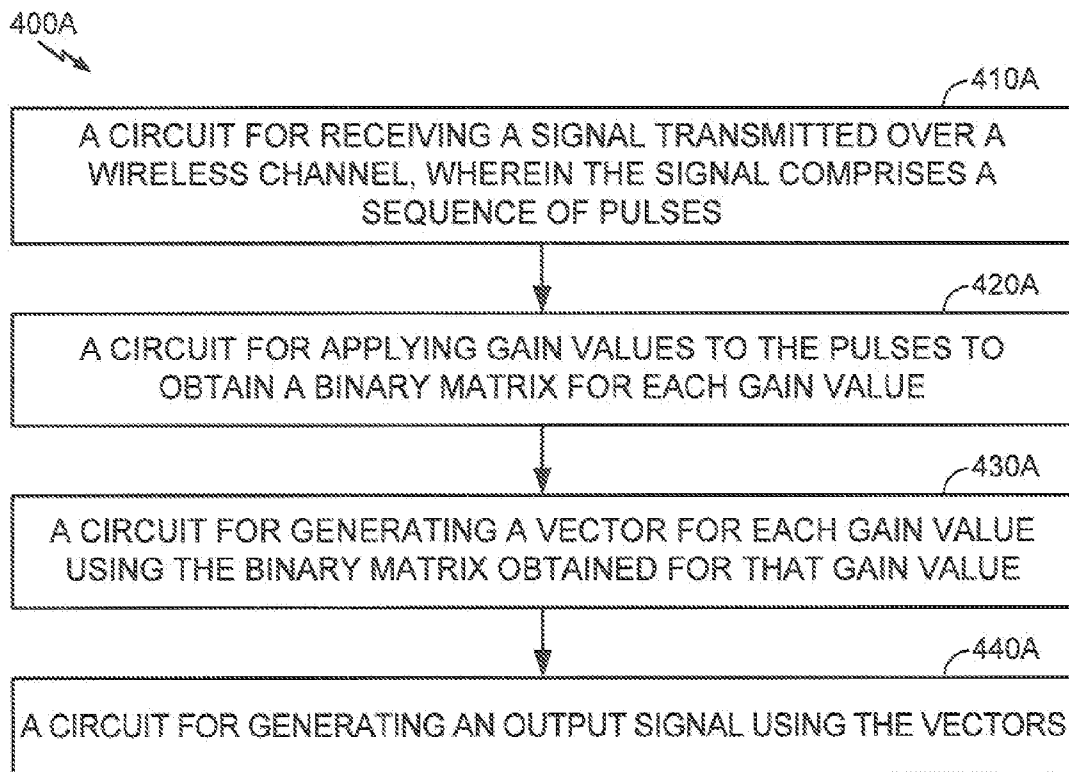 400A
410A
A CIRCUIT FOR RECEIVING A SIGNAL TRANSMITTED OVER A
WIRELESS CHANNEL, WHEREIN THE SIGNAL COMPRISES A
SEQUENCE OF PULSES
420A
A CIRCUIT FOR APPLYING GAIN VALUES TO THE PULSES TO
OBTAIN A BINARY MATRIX FOR EACH GAIN VALUE
430A
A CIRCUIT FOR GENERATING A VECTOR FOR EACH GAIN VALUE
USING THE BINARY MATRIX OBTAINED FOR THAT GAIN VALUE
440A
A CIRCUIT FOR GENERATING AN OUTPUT SIGNAL USING THE VECTORS